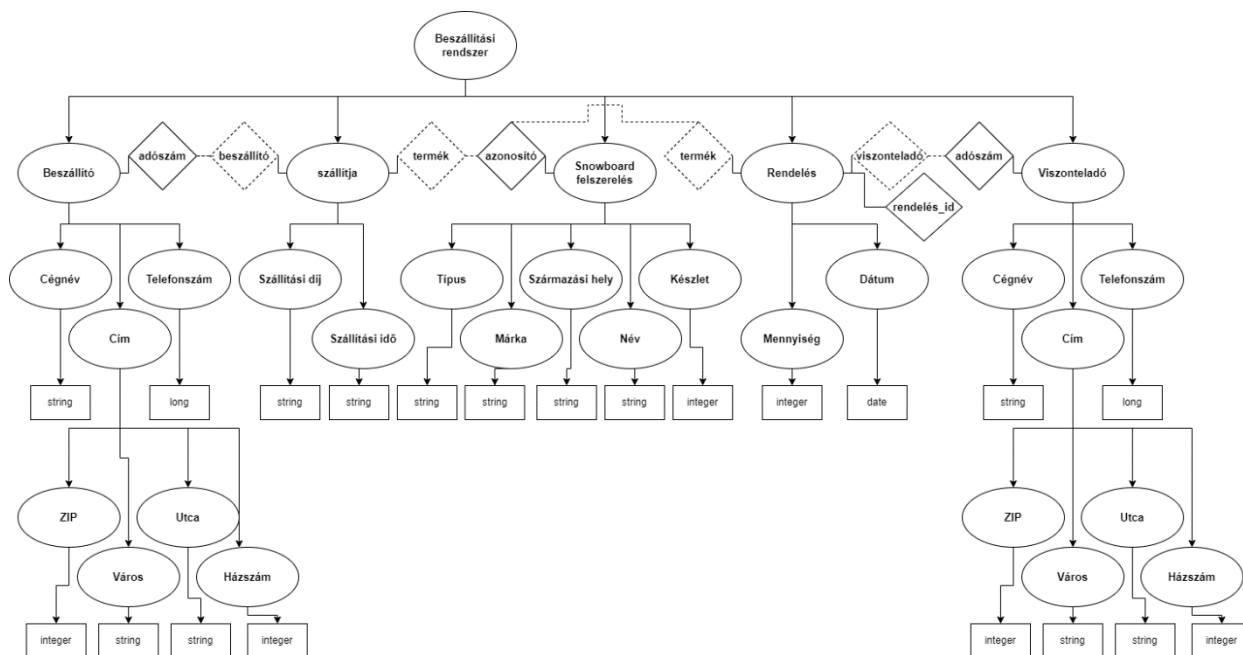 Beszállítási
rendszer
Beszállító
adószám
beszállító
szállítja
termék
azonosító
Snowboard
felszerelés
termék
Rendelés
viszonteladó
adószám
Viszonteladó
rendelés_id
Cégnév
Telefonszám
Szállítási díj
Típus
Származási hely
Készlet
Dátum
Cégnév
Telefonszám
Cím
Szállítási idő
Márka
Név
Mennyiség
Cím
string
long
string
string
string
string
string
string
integer
integer
date
string
long
ZIP
Utca
ZIP
Utca
Város
Házszám
Város
Házszám
integer
string
string
integer
integer
string
string
integer